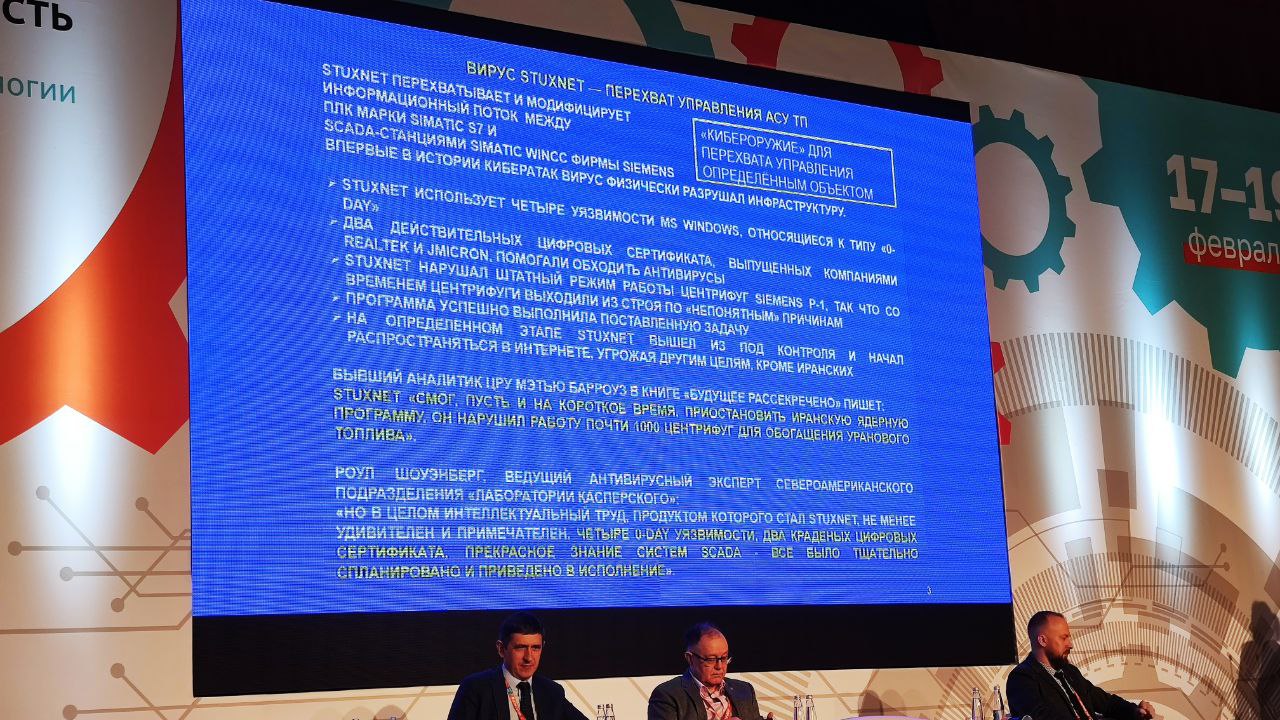 СТЬ
логии
ВИРУС STUXNET — ПЕРЕХВАТ УПРАВЛЕНИЯ АСУ ТП
STUXNET ПЕРЕХВАТЫВАЕТ И МОДИФИЦИРУЕТ
ИНФОРМАЦИОННЫЙ ПОТОК МЕЖДУ
ПЛК МАРКИ SIMATIC S7 И
SCADA-СТАНЦИЯМИ SIMATIC WINCC ФИРМЫ SIEMENS
ВПЕРВЫЕ В ИСТОРИИ КИБЕРАТАК ВИРУС ФИЗИЧЕСКИ РАЗРУШАЛ ИНФРАСТРУКТУРУ.
«КИБЕРОРУЖИЕ» ДЛЯ
ПЕРЕХВАТА УПРАВЛЕНИЯ
ОПРЕДЕЛЁННЫМ ОБЪЕКТОМ
➢ STUXNET ИСПОЛЬЗУЕТ ЧЕТЫРЕ УЯЗВИМОСТИ MS WINDOWS, ОТНОСЯЩИЕСЯ К ТИПУ «0-
DAY»
➢ ДВА ДЕЙСТВИТЕЛЬНЫХ ЦИФРОВЫХ СЕРТИФИКАТА, ВЫПУЩЕННЫХ КОМПАНИЯМИ
REALTEK И JMICRON, ПОМОГАЛИ ОБХОДИТЬ АНТИВИРУСЫ
➢ STUXNET НАРУШАЛ ШТАТНЫЙ РЕЖИМ РАБОТЫ ЦЕНТРИФУГ SIEMENS P-1, ТАК ЧТО СО
ВРЕМЕНЕМ ЦЕНТРИФУГИ ВЫХОДИЛИ ИЗ СТРОЯ ПО «НЕПОНЯТНЫМ» ПРИЧИНАМ
➢ ПРОГРАММА УСПЕШНО ВЫПОЛНИЛА ПОСТАВЛЕННУЮ ЗАДАЧУ
➢ НА ОПРЕДЕЛЕННОМ ЭТАПЕ STUXNET ВЫШЕЛ ИЗ ПОД КОНТРОЛЯ И НАЧАЛ
РАСПРОСТРАНЯТЬСЯ В ИНТЕРНЕТЕ, УГРОЖАЯ ДРУГИМ ЦЕЛЯМ, КРОМЕ ИРАНСКИХ
БЫВШИЙ АНАЛИТИК ЦРУ МЭТЬЮ БАРРОУЗ В КНИГЕ «БУДУЩЕЕ РАССЕКРЕЧЕНО» ПИШЕТ,
STUXNET «СМОГ, ПУСТЬ И НА КОРОТКОЕ ВРЕМЯ, ПРИОСТАНОВИТЬ ИРАНСКУЮ ЯДЕРНУЮ
ПРОГРАММУ. ОН НАРУШИЛ РАБОТУ ПОЧТИ 1000 ЦЕНТРИФУГ ДЛЯ ОБОГАЩЕНИЯ УРАНОВОГО
ТОПЛИВА».
РОУЛ ШОУЭНБЕРГ, ВЕДУЩИЙ АНТИВИРУСНЫЙ ЭКСПЕРТ СЕВЕРОАМЕРИКАНСКОГО
ПОДРАЗДЕЛЕНИЯ «ЛАБОРАТОРИИ КАСПЕРСКОГО»:
«НО В ЦЕЛОМ ИНТЕЛЛЕКТУАЛЬНЫЙ ТРУД, ПРОДУКТОМ КОТОРОГО СТАЛ STUXNET, НЕ МЕНЕЕ
УДИВИТЕЛЕН И ПРИМЕЧАТЕЛЕН. ЧЕТЫРЕ 0-DAY УЯЗВИМОСТИ, ДВА КРАДЕНЫХ ЦИФРОВЫХ
СЕРТИФИКАТА, ПРЕКРАСНОЕ ЗНАНИЕ СИСТЕМ SCADA - ВСЕ БЫЛО ТЩАТЕЛЬНО
СПЛАНИРОВАНО И ПРИВЕДЕНО В ИСПОЛНЕНИЕ».
3
17–19
феврал